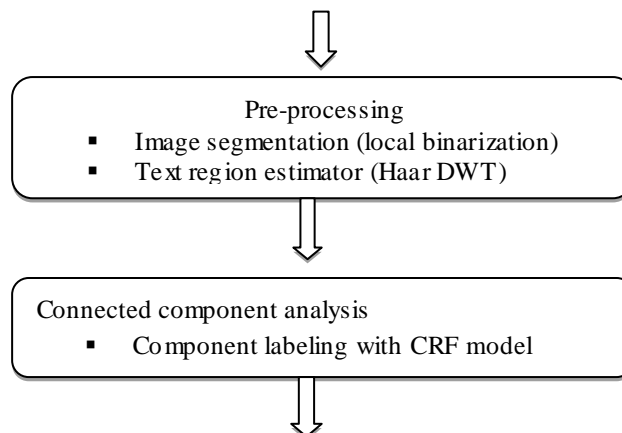 Pre-processing
▪ Image segmentation (local binarization)
▪ Text region estimator (Haar DWT)
Connected component analysis
▪ Component labeling with CRF model